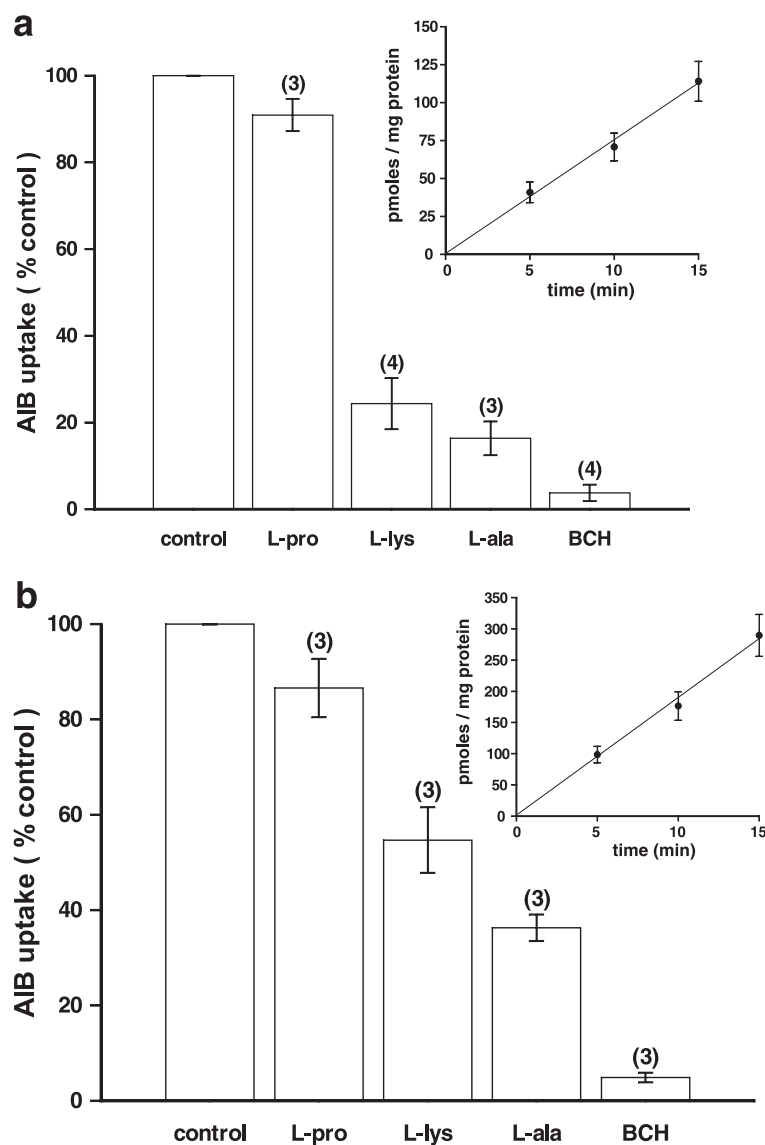 a
AIB uptake ( % control )
100
80
60
40
20
0
(3)
(4)
(3)
(4)
control L-pro L-lys L-ala BCH
pmoles / mg protein
150
125
100
75
50
25
0
0 5 10 15
time (min)
b
AIB uptake ( % control )
100
80
60
40
20
0
(3)
(3)
(3)
(3)
control L-pro L-lys L-ala BCH
pmoles / mg protein
350
300
250
200
150
100
50
0
0 5 10 15
time (min)